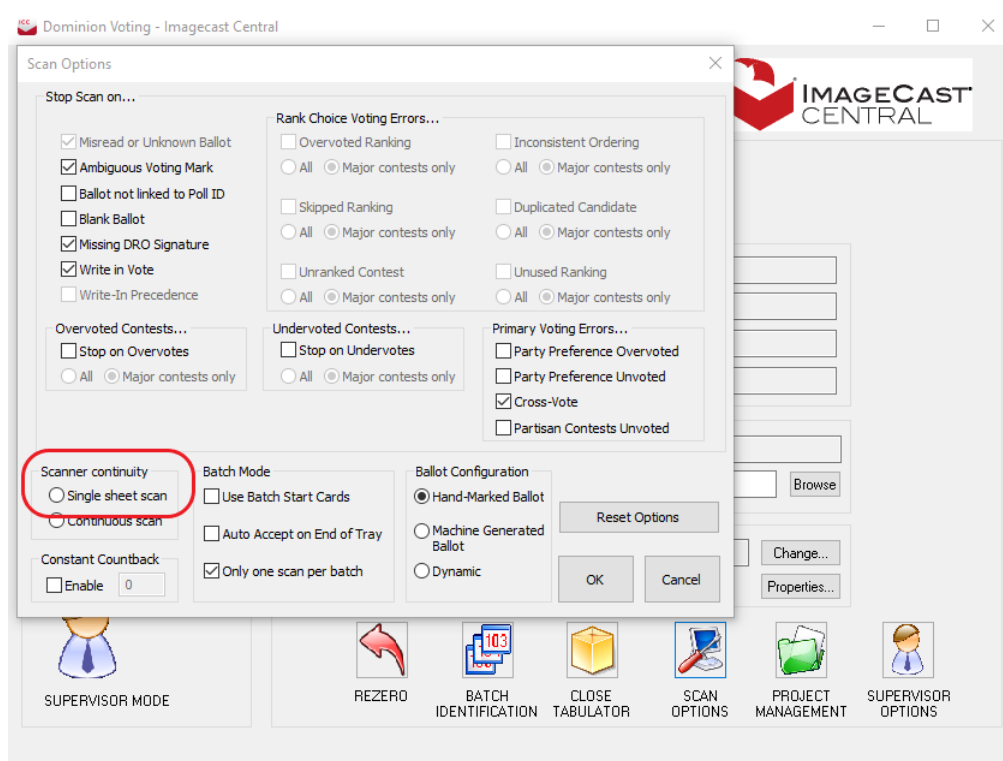 ICC
Dominion Voting - Imagecast Central
Scan Options
IMAGECAST
CENTRAL
Stop Scan on...
Misread or Unknown Ballot
Ambiguous Voting Mark
Ballot not linked to Poll ID
Blank Ballot
Missing DRO Signature
Write in Vote
Write-In Precedence
Rank Choice Voting Errors...
Overvoted Ranking
All Major contests only
Inconsistent Ordering
All Major contests only
Skipped Ranking
All Major contests only
Duplicated Candidate
All Major contests only
Unranked Contest
All Major contests only
Unused Ranking
All Major contests only
Overvoted Contests...
Stop on Overvotes
All Major contests only
Undervoted Contests...
Stop on Undervotes
All Major contests only
Primary Voting Errors...
Party Preference Overvoted
Party Preference Unvoted
Cross-Vote
Partisan Contests Unvoted
Scanner continuity
Single sheet scan
Continuous scan
Constant Countback
Enable 0
Batch Mode
Use Batch Start Cards
Auto Accept on End of Tray
Only one scan per batch
Ballot Configuration
Hand-Marked Ballot
Machine Generated
Ballot
Dynamic
Reset Options
OK Cancel
Browse
Change...
Properties...
SUPERVISOR MODE
REZERO
103
BATCH
IDENTIFICATION
CLOSE
TABULATOR
SCAN
OPTIONS
PROJECT
MANAGEMENT
SUPERVISOR
OPTIONS